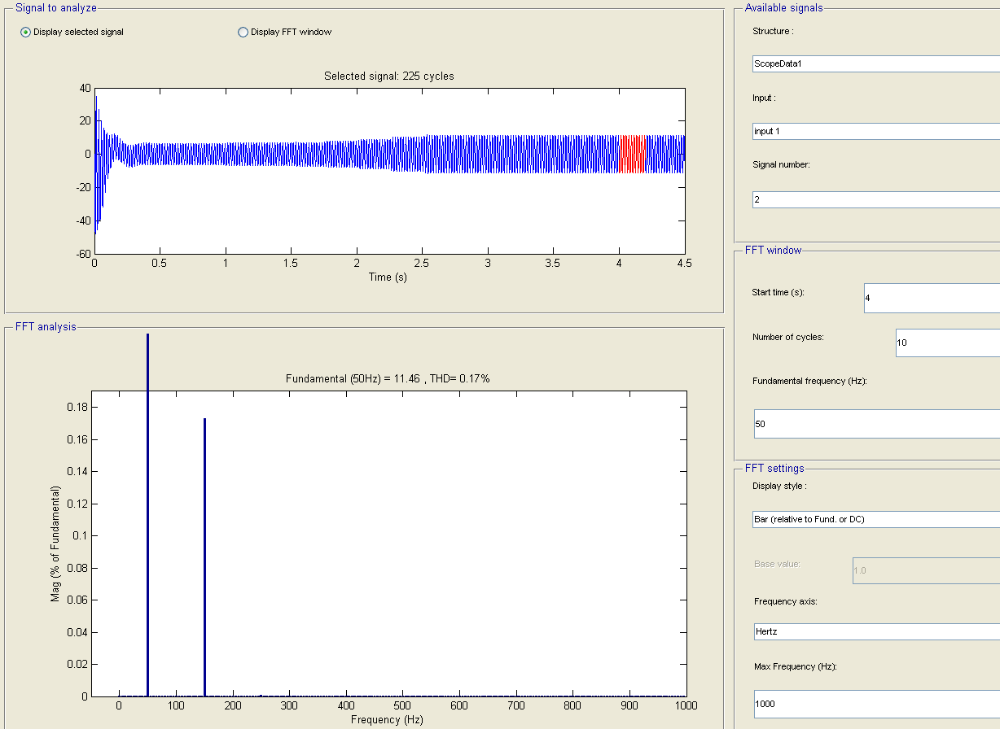 Signal to analyze
Display selected signal
Display FFT window
Selected signal: 225 cycles
40
20
0
-20
-40
-60
0 0.5 1 1.5 2 2.5 3 3.5 4 4.5
Time (s)
FFT analysis
Fundamental (50Hz) = 11.46 , THD= 0.17%
0.18
0.16
0.14
0.12
0.1
0.08
0.06
0.04
0.02
0
Mag (% of Fundamental)
0 100 200 300 400 500 600 700 800 900 1000
Frequency (Hz)
Available signals
Structure :
ScopeData1
Input :
input 1
Signal number:
2
FFT window
Start time (s):
4
Number of cycles:
10
Fundamental frequency (Hz):
50
FFT settings
Display style :
Bar (relative to Fund. or DC)
Base value:
1.0
Frequency axis:
Hertz
Max Frequency (Hz):
1000